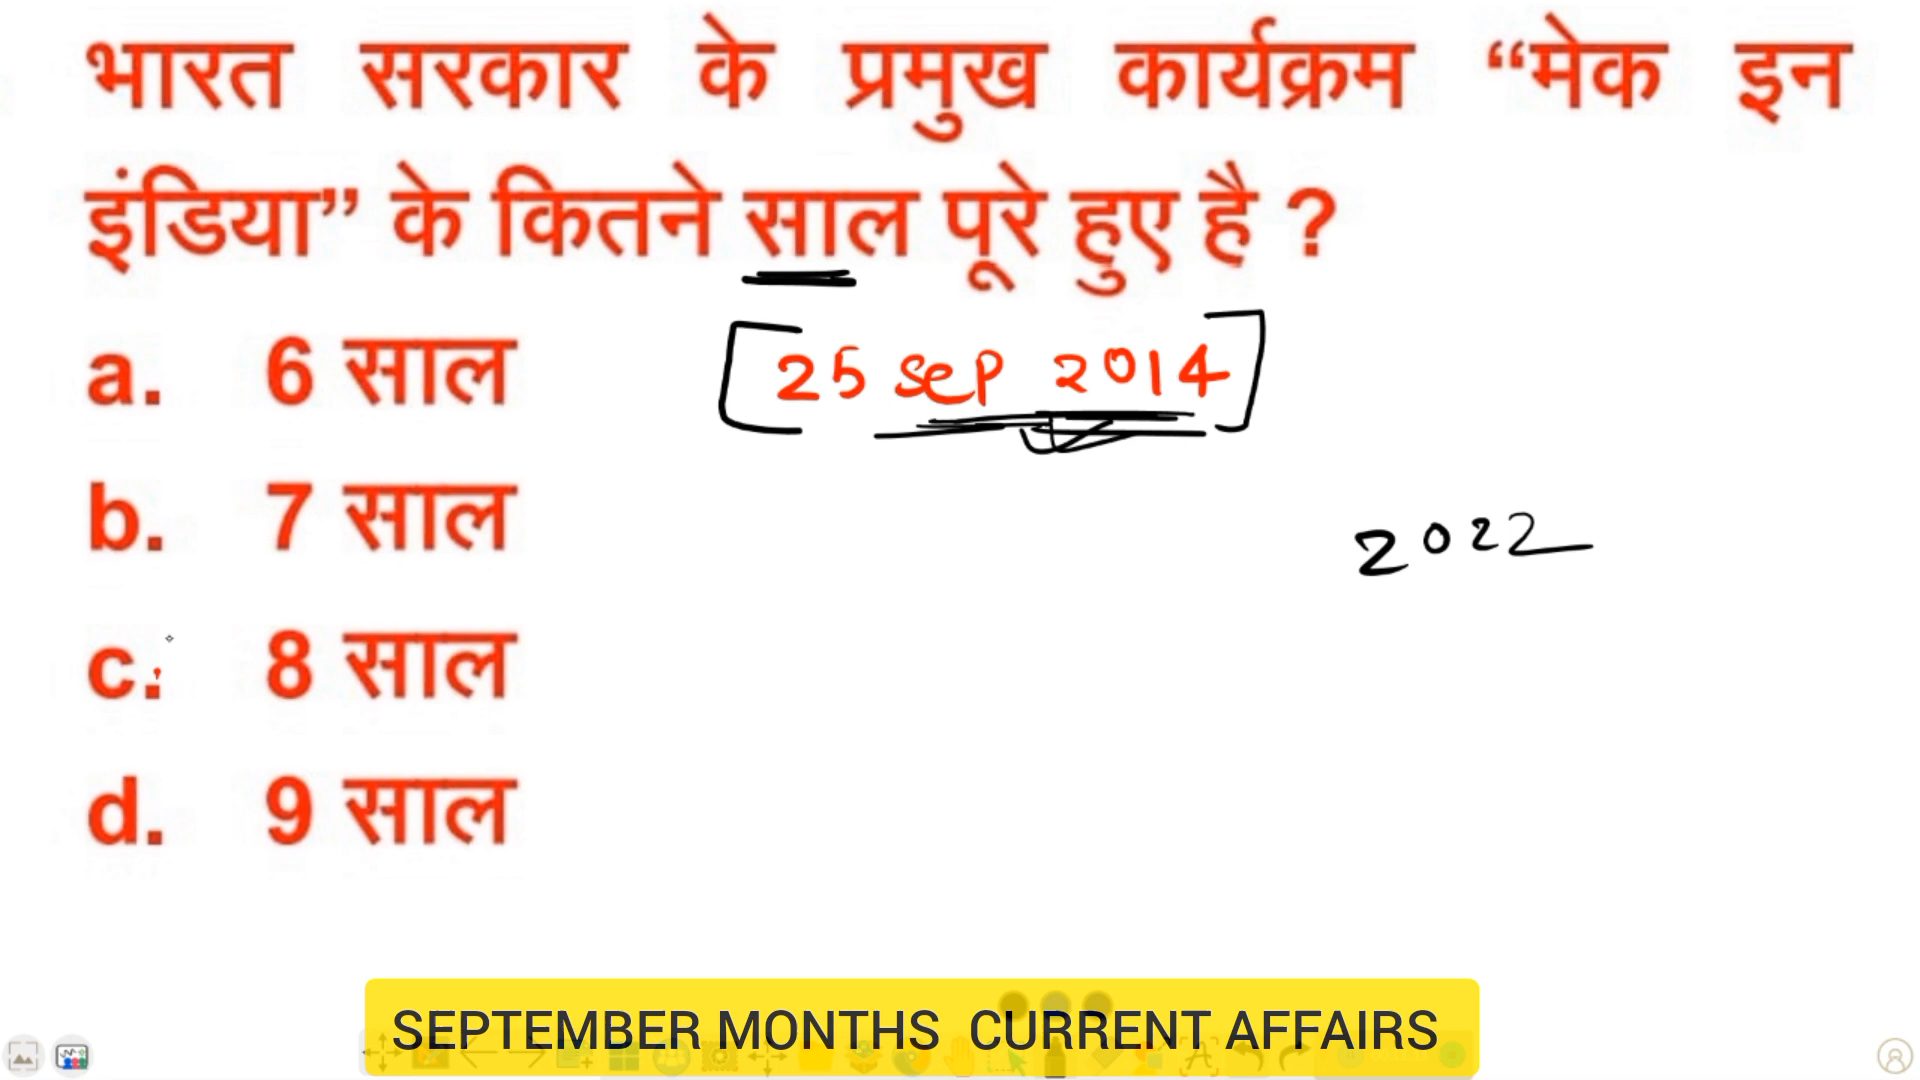 भारत सरकार के प्रमुख कार्यक्रम “मेक इन
इंडिया” के कितने साल पूरे हुए है ?
a. 6 साल
25 sep 2014
b. 7 साल
2022
c. 8 साल
d. 9 साल
SEPTEMBER MONTHS CURRENT AFFAIRS